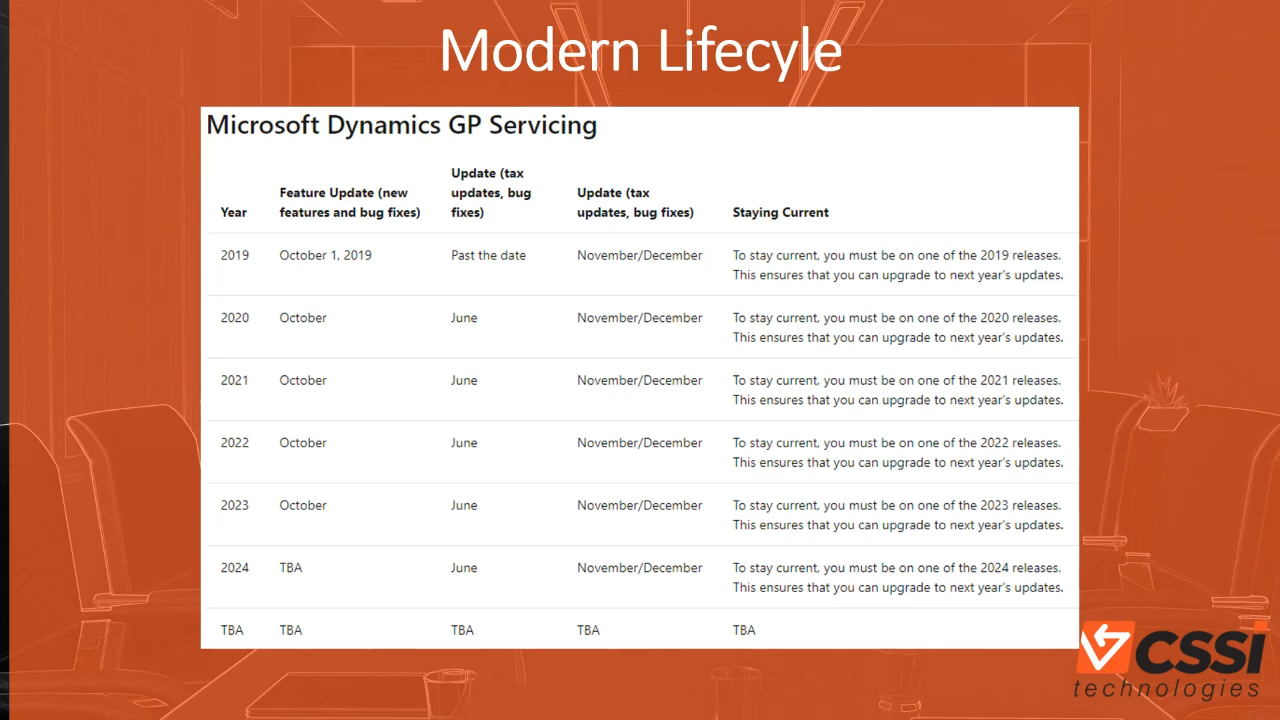 Modern Lifecyle
Microsoft Dynamics GP Servicing
Year
Feature Update (new
features and bug fixes)
Update (tax
updates, bug
fixes)
Update (tax
updates, bug fixes)
Staying Current
2019
October 1, 2019
Past the date
November/December
To stay current, you must be on one of the 2019 releases.
This ensures that you can upgrade to next year's updates.
2020
October
June
November/December
To stay current, you must be on one of the 2020 releases.
This ensures that you can upgrade to next year's updates.
2021
October
June
November/December
To stay current, you must be on one of the 2021 releases.
This ensures that you can upgrade to next year's updates.
2022
October
June
November/December
To stay current, you must be on one of the 2022 releases.
This ensures that you can upgrade to next year's updates.
2023
October
June
November/December
To stay current, you must be on one of the 2023 releases.
This ensures that you can upgrade to next year's updates.
2024
TBA
June
November/December
To stay current, you must be on one of the 2024 releases.
This ensures that you can upgrade to next year's updates.
TBA
TBA
TBA
TBA
TBA
CSSI
technologies